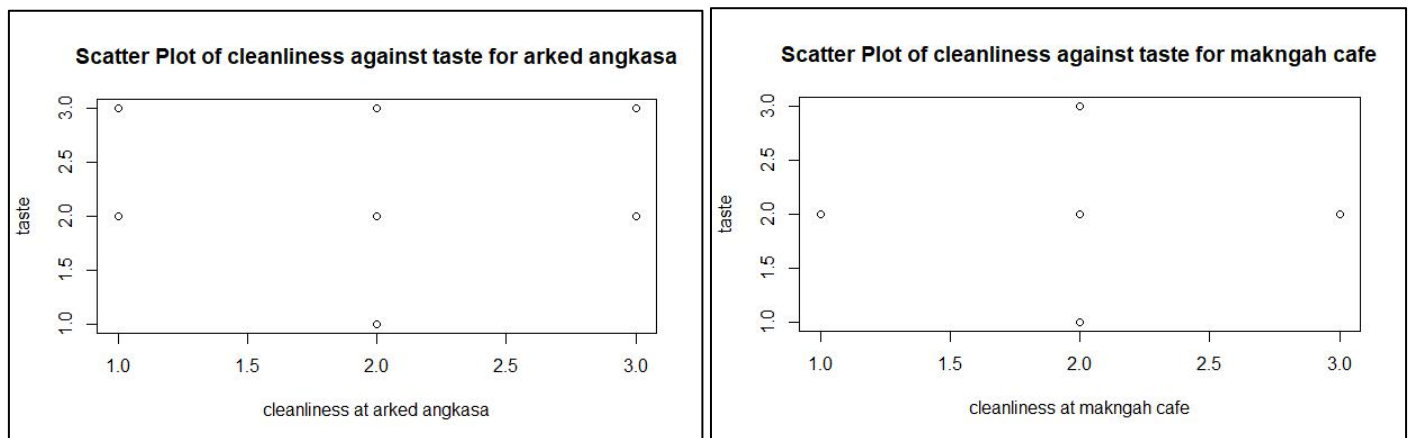 Scatter Plot of cleanliness against taste for arked angkasa
taste
3.0
2.5
2.0
1.5
1.0
1.0 1.5 2.0 2.5 3.0
cleanliness at arked angkasa
Scatter Plot of cleanliness against taste for makngah cafe
taste
3.0
2.5
2.0
1.5
1.0
1.0 1.5 2.0 2.5 3.0
cleanliness at makngah cafe